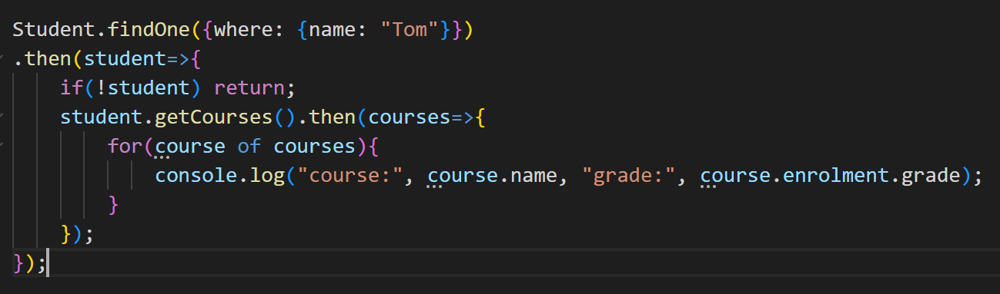 Student.findOne({where: {name: "Tom"}})
.then(student=>{
    if(!student) return;
    student.getCourses().then(courses=>{
        for(course of courses){
            console.log("course:", course.name, "grade:", course.enrolment.grade);
        }
    });
});